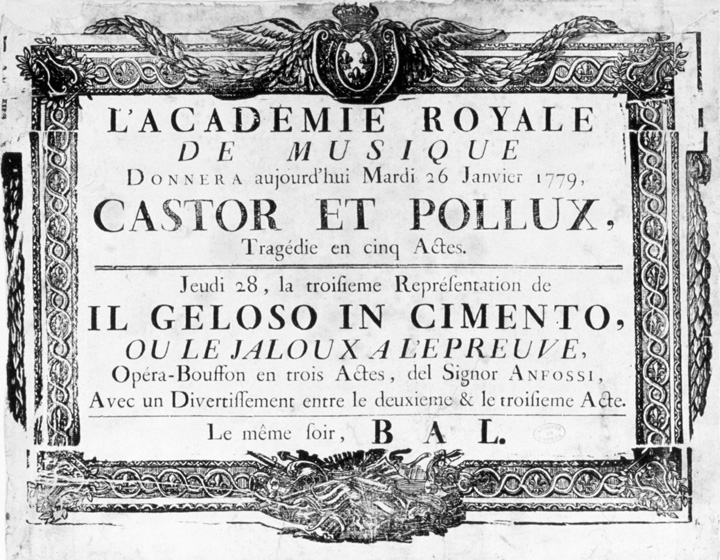 L'ACADÉMIE ROYALE
DE MUSIQUE
DONNERA aujourd'hui Mardi 26 Janvier 1779,
CASTOR ET POLLUX,
Tragédie en cinq Actes.
Jeudi 28, la troiſieme Repréſentation de
IL GELOSO IN CIMENTO,
OU LE JALOUX A L'EPREUVE,
Opéra-Bouffon en trois Actes, del Signor ANFOSSI,
Avec un Divertiſſement entre le deuxieme & le troiſieme Acte.
Le même ſoir, BAL.